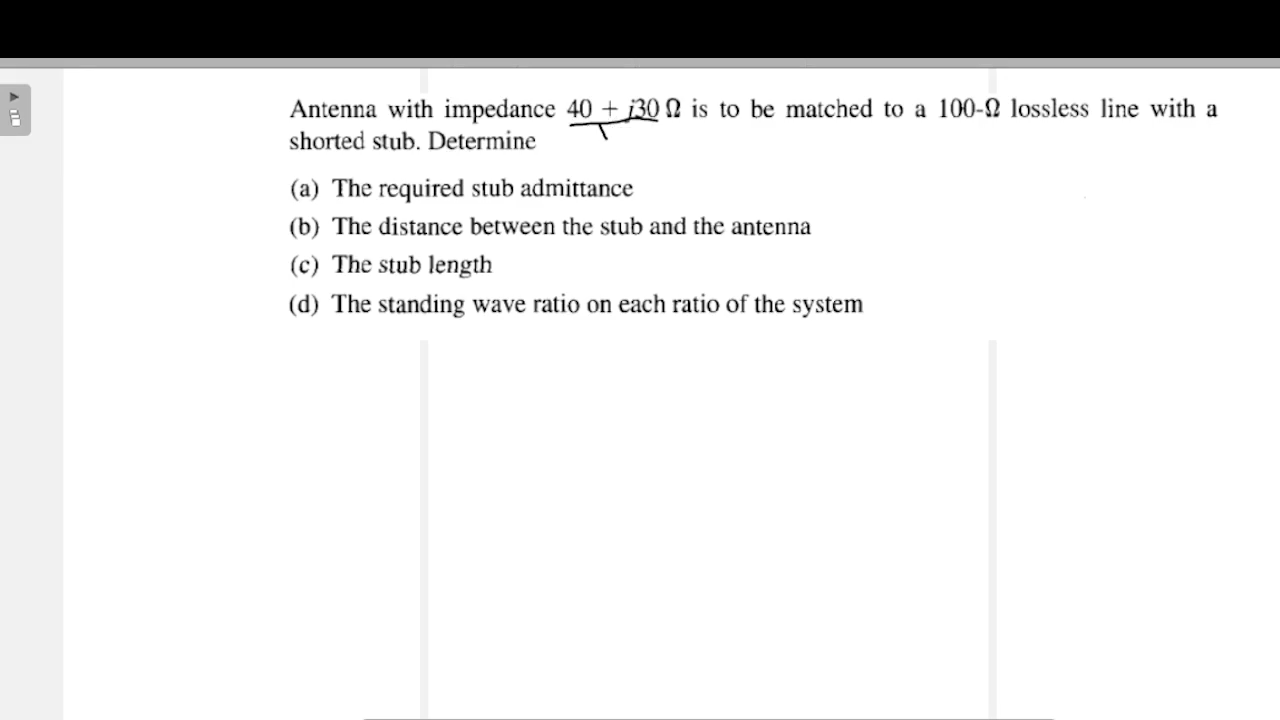 Antenna with impedance 40 + j30 Ω is to be matched to a 100-Ω lossless line with a
shorted stub. Determine
(a) The required stub admittance
(b) The distance between the stub and the antenna
(c) The stub length
(d) The standing wave ratio on each ratio of the system